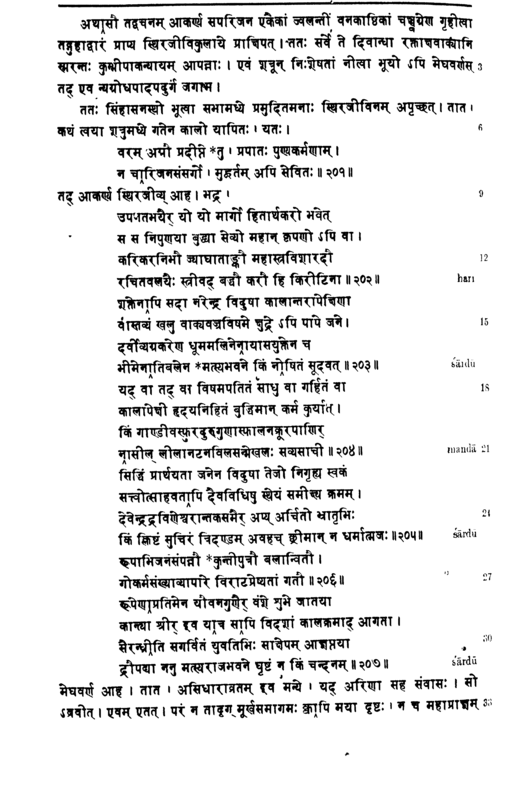 अथासौ तद्वचनम् आकर्ण्य सपरिजन एकैकां ज्वलन्तीं वनकाष्ठिकां चञ्च्वग्रेण गृहीत्वा
तद्गुहाद्वारं प्राप्य स्थिरजीविकुलाये प्राक्षिपत् । ततः सर्वे ते दिवान्धा रक्ताक्षवाक्यानि
स्मरन्तः कुम्भीपाकन्यायम् आपन्नाः । एवं शत्रून् निःशेषतां नीत्वा भूयो ऽपि मेघवर्णस् 3
तद् एव न्यग्रोधपादपदुर्गं जगाम ।
ततः सिंहासनस्थो भूत्वा सभामध्ये प्रमुदितमनाः स्थिरजीविनम् अपृच्छत् । तात ।
कथं त्वया शत्रुमध्ये गतेन कालो यापितः । यतः । 6
वरम् अग्नौ प्रदीप्ते *तु । प्रपातः पुण्यकर्मणाम् ।
न चारिजनसंसर्गो । मुहूर्तम् अपि सेवितः ॥ २०१ ॥
तद् आकर्ण्य स्थिरजीव्य् आह । भद्र । 9
उपनतभयैर् यो यो मार्गो हितार्थकरो भवेत्
स स निपुणया बुद्ध्या सेव्यो महान् कृपणो ऽपि वा ।
करिकरनिभौ ज्याघाताङ्कौ महास्त्रविशारदौ 12
रचितवलयैः स्त्रीवद् बद्धौ करौ हि किरीटिना ॥ २०२ ॥ hari
शक्तेनापि सदा नरेन्द्र विदुषा कालान्तरापेक्षिणा
वास्तव्यं खलु वाक्यवज्रविषमे क्षुद्रे ऽपि पापे जने । 15
दर्वीव्यग्रकरेण धूममलिनेनायासयुक्तेन च
भीमेनातिबलेन *मत्स्यभवने किं नोषितं सूदवत् ॥ २०३ ॥ śārdū
यद् वा तद् वा विषमपतितं साधु वा गर्हितं वा 18
कालापेक्षी हृदयनिहितं बुद्धिमान् कर्म कुर्यात् ।
किं गाण्डीवस्फुरदुरुगुणास्फालनक्रूरपाणिर्
नासील् लीलानटनविलसन्मेखलः सव्यसाची ॥ २०४ ॥ mandā 21
सिद्धिं प्रार्थयता जनेन विदुषा तेजो निगृह्य स्वकं
सत्त्वोत्साहवतापि दैवविधिषु स्थेयं समीक्ष्य क्रमम् ।
देवेन्द्रद्रविणेश्वरान्तकसमैर् अप्य् अर्चितो भ्रातृभिः 24
किं क्लिष्टं सुचिरं त्रिदण्डम् अवहच् छ्रीमान् न धर्मात्मजः ॥ २०५ ॥ śārdū
रूपाभिजनसंपन्नौ *कुन्तीपुत्रौ बलान्वितौ ।
गोकर्मसंख्याव्यापारे विराटप्रेष्यतां गतौ ॥ २०६ ॥ 27
रूपेणाप्रतिमेन यौवनगुणैर् वंशे शुभे जातया
कान्त्या श्रीर् इव यात्र सापि विदशां कालक्रमाद् आगता ।
सैरन्ध्रीति सगर्वितं युवतिभिः साक्षेपम् आज्ञप्तया 30
द्रौपद्या ननु मत्स्यराजभवने घृष्टं न किं चन्दनम् ॥ २०७ ॥ śārdū
मेघवर्ण आह । तात । असिधाराव्रतम् इव मन्ये । यद् अरिणा सह संवासः । सो
ऽब्रवीत् । एवम् एतत् । परं न तादृग् मूर्खसमागमः क्वापि मया दृष्टः । न च महाप्राज्ञम् 33